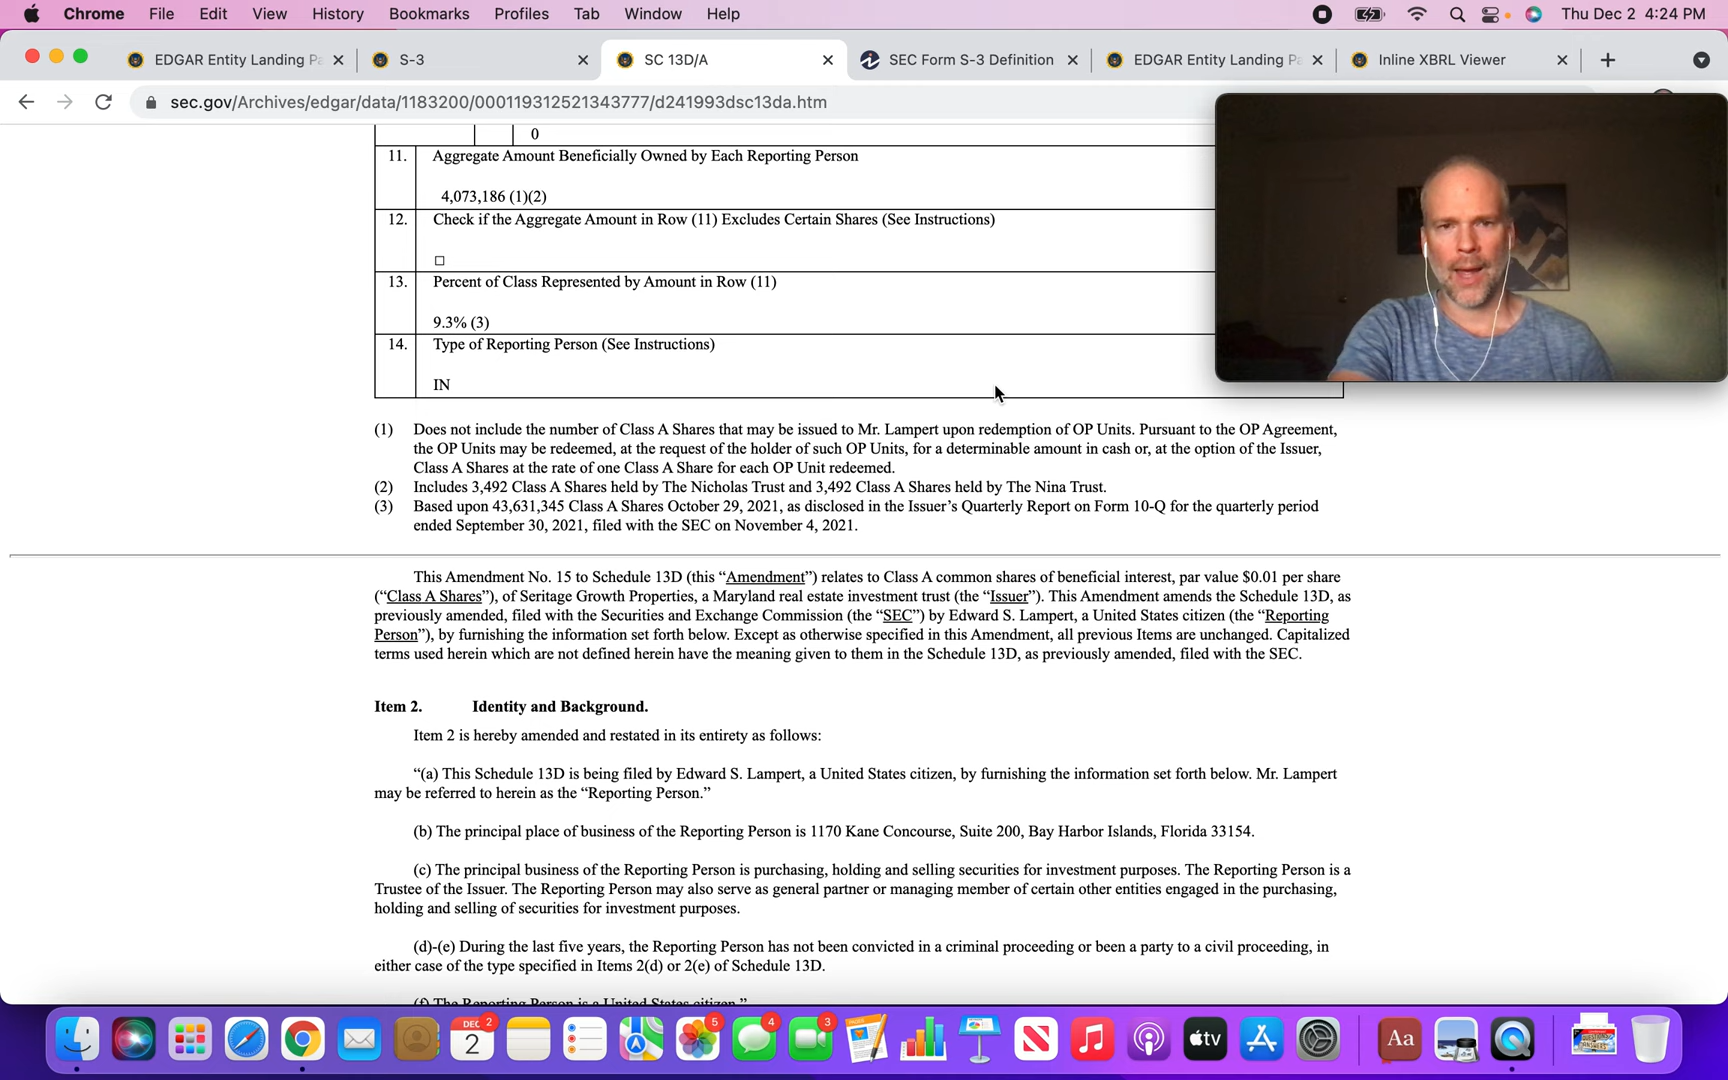 Chrome File Edit View History Bookmarks Profiles Tab Window Help Thu Dec 2 4:24 PM
EDGAR Entity Landing Pa S-3 SC 13D/A SEC Form S-3 Definition EDGAR Entity Landing Pa Inline XBRL Viewer
sec.gov/Archives/edgar/data/1183200/000119312521343777/d241993dsc13da.htm
0
11. Aggregate Amount Beneficially Owned by Each Reporting Person
4,073,186 (1)(2)
12. Check if the Aggregate Amount in Row (11) Excludes Certain Shares (See Instructions)
☐
13. Percent of Class Represented by Amount in Row (11)
9.3% (3)
14. Type of Reporting Person (See Instructions)
IN
(1) Does not include the number of Class A Shares that may be issued to Mr. Lampert upon redemption of OP Units. Pursuant to the OP Agreement,
the OP Units may be redeemed, at the request of the holder of such OP Units, for a determinable amount in cash or, at the option of the Issuer,
Class A Shares at the rate of one Class A Share for each OP Unit redeemed.
(2) Includes 3,492 Class A Shares held by The Nicholas Trust and 3,492 Class A Shares held by The Nina Trust.
(3) Based upon 43,631,345 Class A Shares October 29, 2021, as disclosed in the Issuer’s Quarterly Report on Form 10-Q for the quarterly period
ended September 30, 2021, filed with the SEC on November 4, 2021.
This Amendment No. 15 to Schedule 13D (this “Amendment”) relates to Class A common shares of beneficial interest, par value $0.01 per share
(“Class A Shares”), of Seritage Growth Properties, a Maryland real estate investment trust (the “Issuer”). This Amendment amends the Schedule 13D, as
previously amended, filed with the Securities and Exchange Commission (the “SEC”) by Edward S. Lampert, a United States citizen (the “Reporting
Person”), by furnishing the information set forth below. Except as otherwise specified in this Amendment, all previous Items are unchanged. Capitalized
terms used herein which are not defined herein have the meaning given to them in the Schedule 13D, as previously amended, filed with the SEC.
Item 2. Identity and Background.
Item 2 is hereby amended and restated in its entirety as follows:
“(a) This Schedule 13D is being filed by Edward S. Lampert, a United States citizen, by furnishing the information set forth below. Mr. Lampert
may be referred to herein as the “Reporting Person.”
(b) The principal place of business of the Reporting Person is 1170 Kane Concourse, Suite 200, Bay Harbor Islands, Florida 33154.
(c) The principal business of the Reporting Person is purchasing, holding and selling securities for investment purposes. The Reporting Person is a
Trustee of the Issuer. The Reporting Person may also serve as general partner or managing member of certain other entities engaged in the purchasing,
holding and selling of securities for investment purposes.
(d)-(e) During the last five years, the Reporting Person has not been convicted in a criminal proceeding or been a party to a civil proceeding, in
either case of the type specified in Items 2(d) or 2(e) of Schedule 13D.
(f) The Reporting Person is a United States citizen.”
DEC 2 5 4 3
2 tv Aa